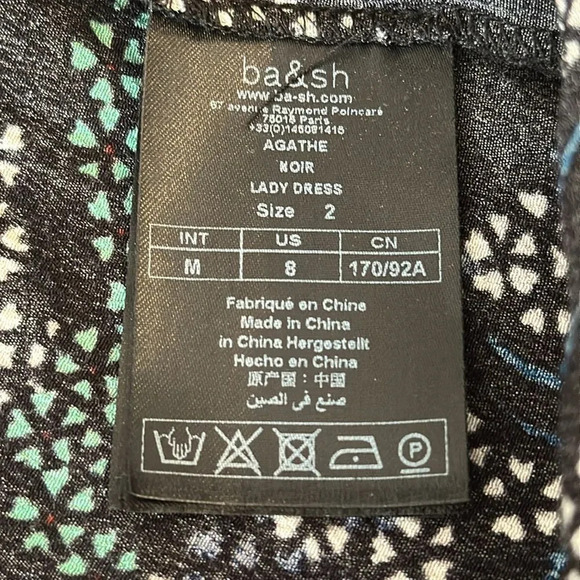 ba&sh
www.ba-sh.com
67 avenue Raymond Poincaré
75016 Paris
+33(0)146081415
AGATHE
NOIR
LADY DRESS
Size 2
INT US CN
M 8 170/92A
Fabriqué en Chine
Made in China
in China Hergestellt
Hecho en China
原产国：中国
صنع في الصين
P